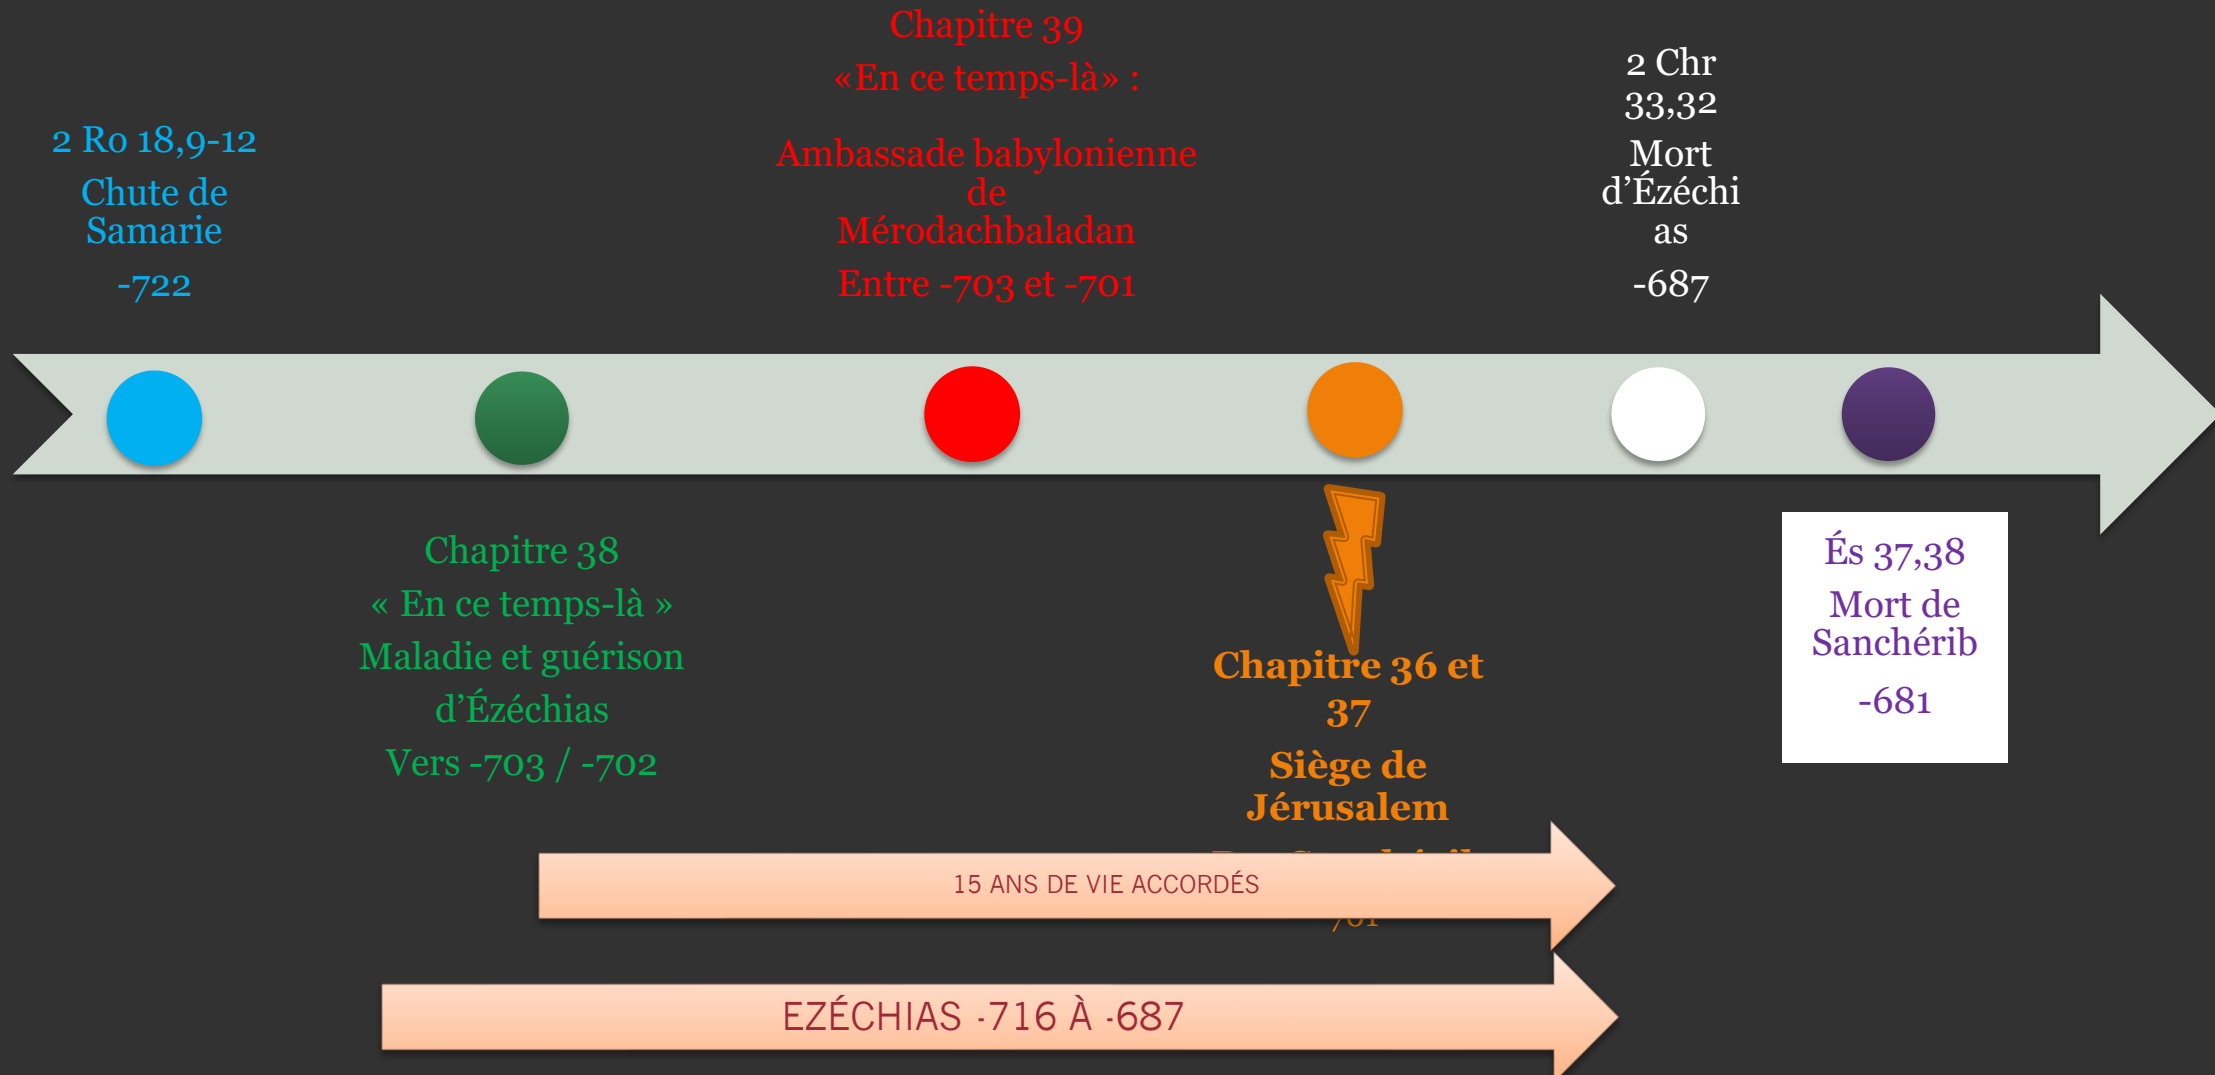 2 Ro 18,9-12
Chute de
Samarie
-722
Chapitre 39
«En ce temps-là» :
Ambassade babylonienne
de
Mérodachbaladan
Entre -703 et -701
2 Chr
33,32
Mort
d’Ézéchi
as
-687
Chapitre 38
« En ce temps-là »
Maladie et guérison
d’Ézéchias
Vers -703 / -702
Chapitre 36 et
37
Siège de
Jérusalem
És 37,38
Mort de
Sanchérib
-681
15 ANS DE VIE ACCORDÉS
EZÉCHIAS -716 À -687